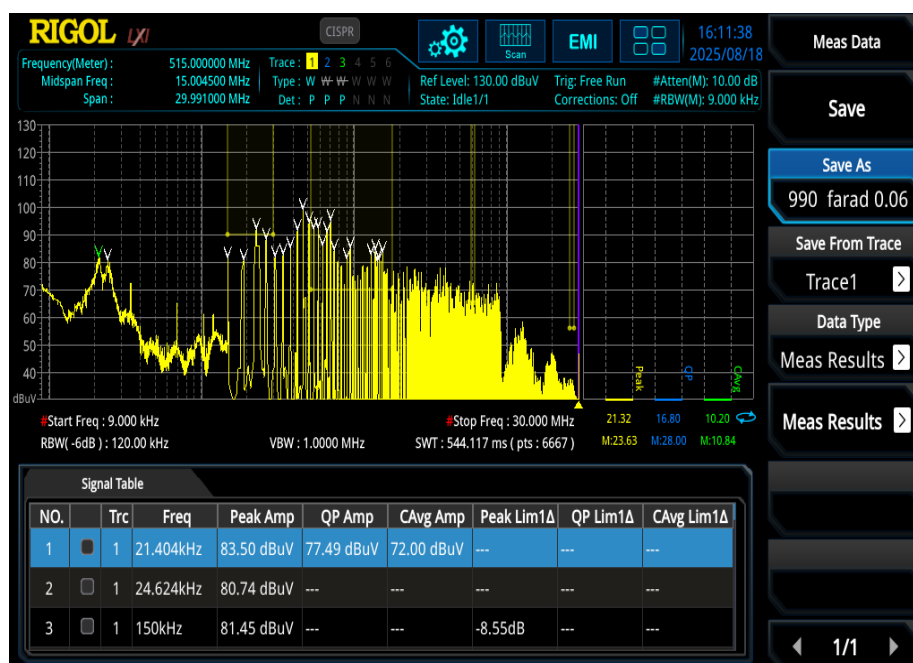 RIGOL LXI CISPR Scan EMI 16:11:38
2025/08/18
Frequency(Meter) : 515.000000 MHz Trace : 1 2 3 4 5 6 Ref Level: 130.00 dBuV Trig: Free Run #Atten(M): 10.00 dB
Midspan Freq : 15.004500 MHz Type : W W W W W W State: Idle1/1 Corrections: Off #RBW(M): 9.000 kHz
Span : 29.991000 MHz Det : P P P N N N
130
120
110
100
90
80
70
60
50
40
dBuV
Peak QP CAvg
#Start Freq : 9.000 kHz #Stop Freq : 30.000 MHz 21.32 16.80 10.20
RBW( -6dB ) : 120.00 kHz VBW : 1.0000 MHz SWT : 544.117 ms ( pts : 6667 ) M:23.63 M:28.00 M:10.84
Signal Table
NO. Trc Freq Peak Amp QP Amp CAvg Amp Peak Lim1Δ QP Lim1Δ CAvg Lim1Δ
1 1 21.404kHz 83.50 dBuV 77.49 dBuV 72.00 dBuV --- --- ---
2 1 24.624kHz 80.74 dBuV --- --- --- --- ---
3 1 150kHz 81.45 dBuV --- --- -8.55dB --- ---
Meas Data
Save
Save As
990 farad 0.06
Save From Trace
Trace1 >
Data Type
Meas Results >
Meas Results >
1/1